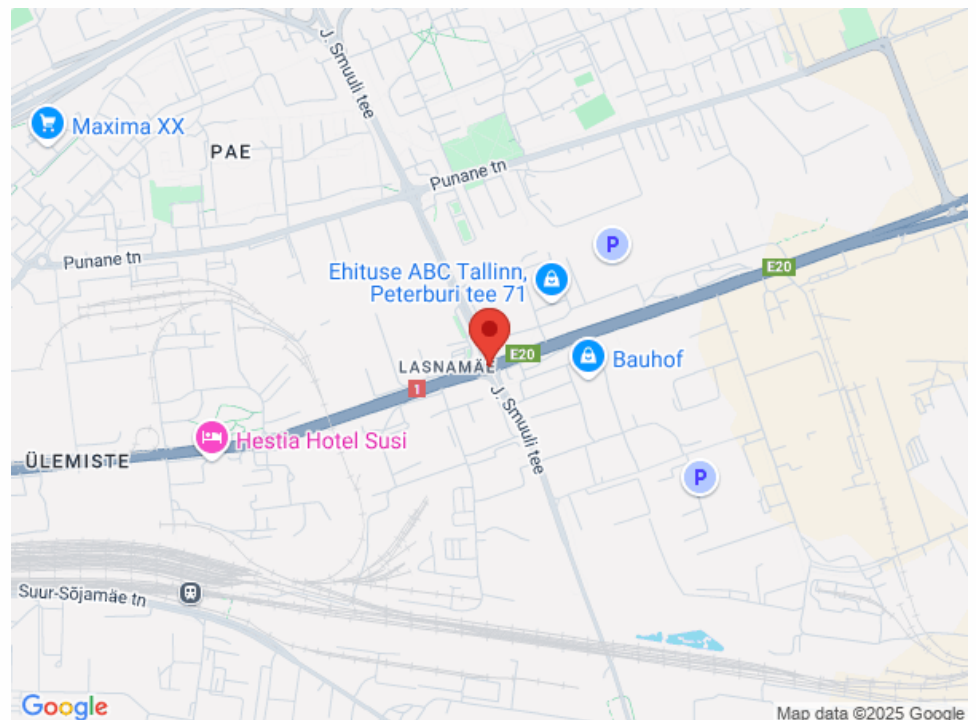 J. Smuuli tee
Maxima XX
PAE
Punane tn
Punane tn
P
Ehituse ABC Tallinn,
Peterburi tee 71
E20
E20
LASNAMÄE
Bauhof
1
J. Smuuli tee
Hestia Hotel Susi
ÜLEMISTE
P
Suur-Sõjamäe tn
Google
Map data ©2025 Google